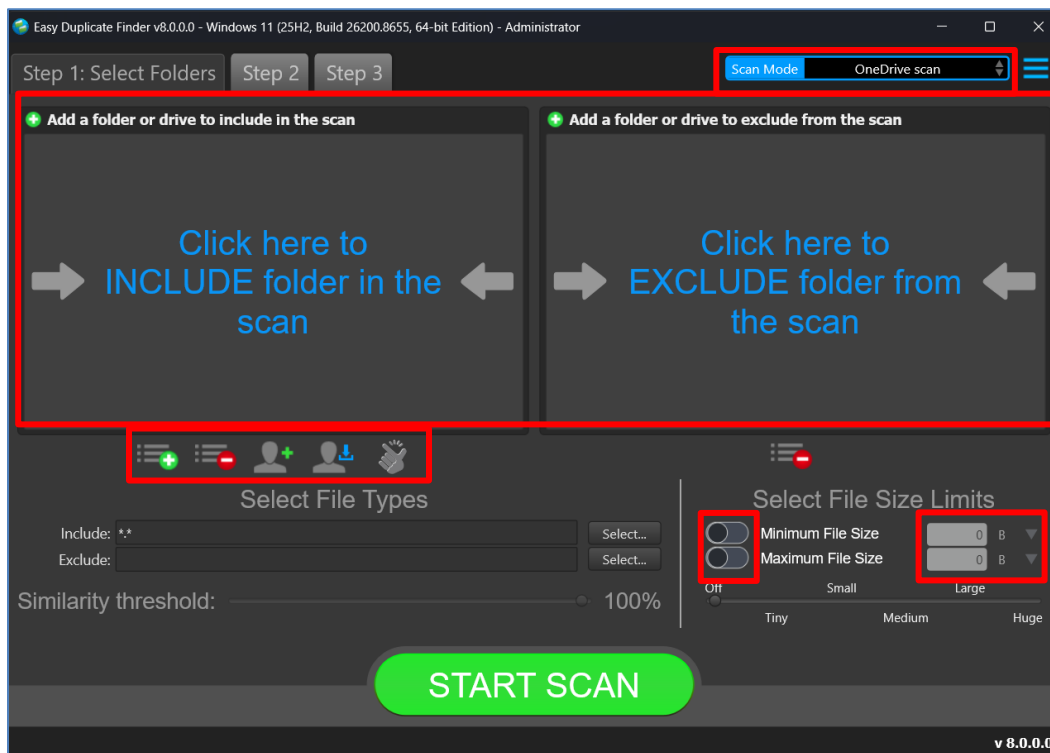 Easy Duplicate Finder v8.0.0.0 - Windows 11 (25H2, Build 26200.8655, 64-bit Edition) - Administrator
Step 1: Select Folders Step 2 Step 3 Scan Mode OneDrive scan
Add a folder or drive to include in the scan
Click here to
INCLUDE folder in the
scan
Add a folder or drive to exclude from the scan
Click here to
EXCLUDE folder from
the scan
Select File Types
Include: *.* Select...
Exclude: Select...
Similarity threshold: 100%
Select File Size Limits
Minimum File Size 0 B
Maximum File Size 0 B
Off Small Large
Tiny Medium Huge
START SCAN
v 8.0.0.0